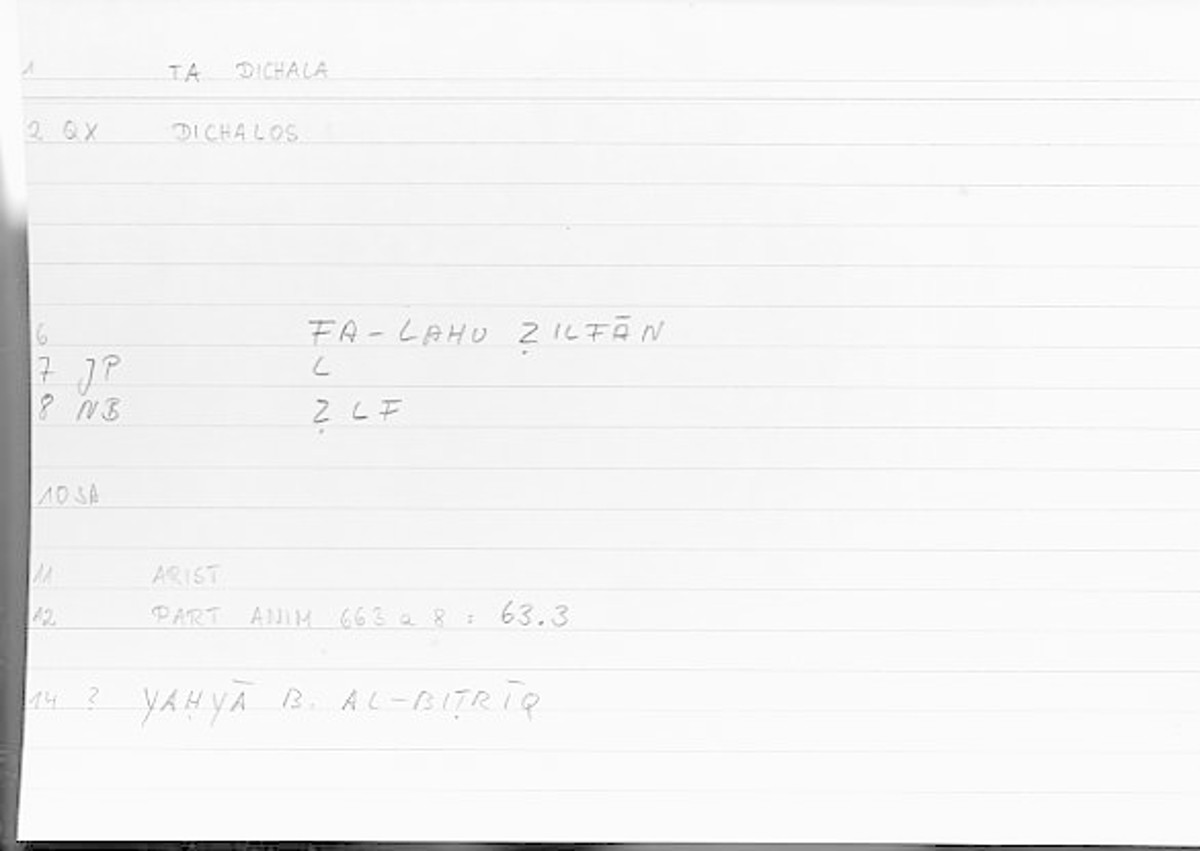 1 TA DICHALA
2 QX DICHALOS
6 FA-LAHU ẒILFĀN
7 JP L
8 NB ẒLF
10 SA
11 ARIST
12 PART ANIM 663 a 8 : 63.3
14 ? YAḤYĀ B. AL-BIṬRĪQ